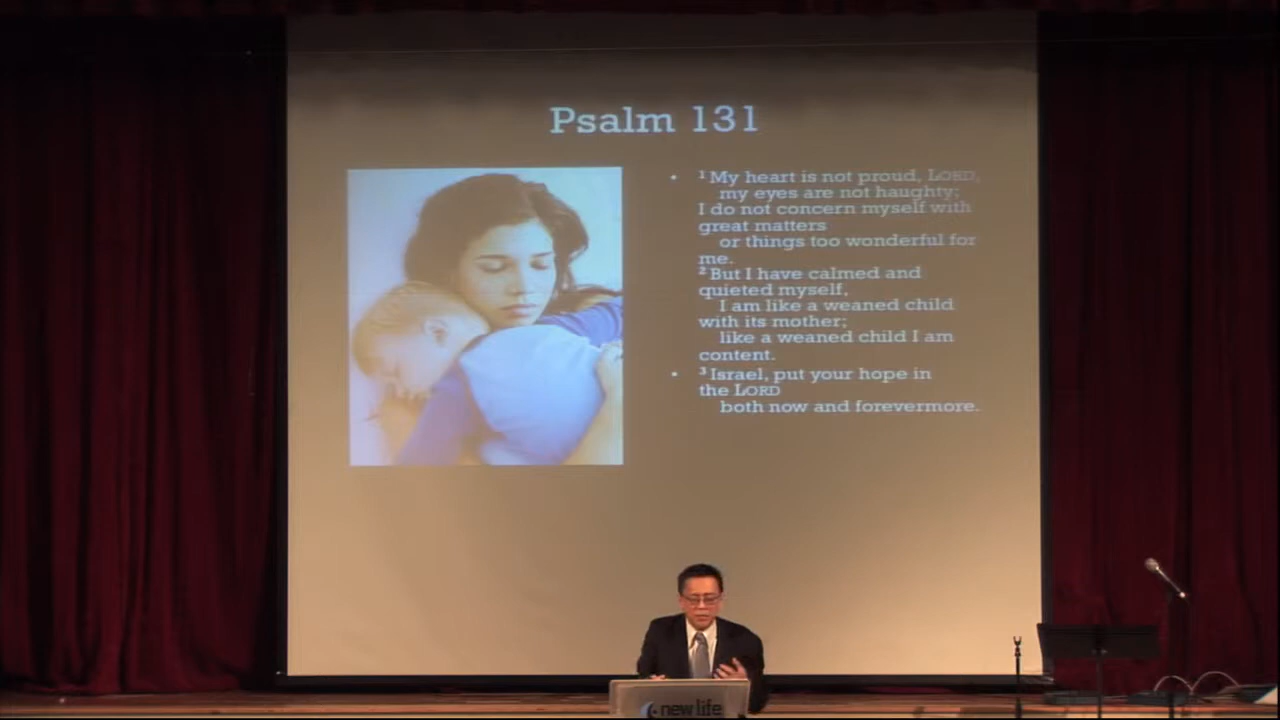 Psalm 131
• ¹ My heart is not proud, LORD,
my eyes are not haughty;
I do not concern myself with
great matters
or things too wonderful for
me.
² But I have calmed and
quieted myself,
I am like a weaned child
with its mother;
like a weaned child I am
content.
• ³ Israel, put your hope in
the LORD
both now and forevermore.
new life